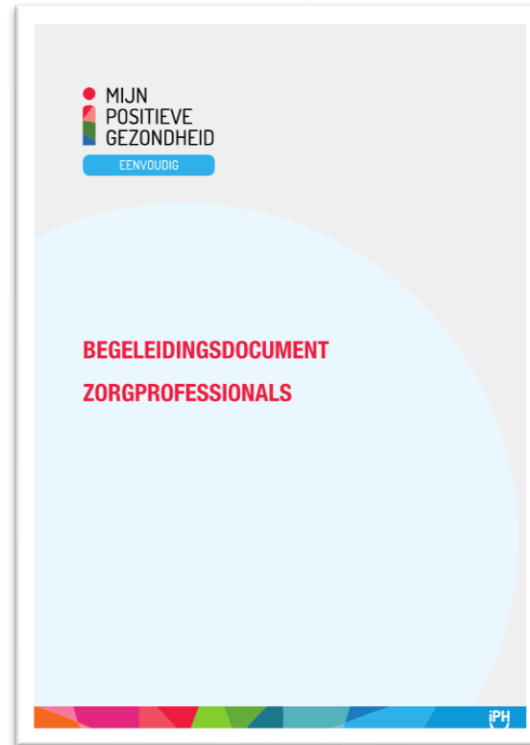 MIJN
POSITIEVE
GEZONDHEID
EENVOUDIG
BEGELEIDINGSDOCUMENT
ZORGPROFESSIONALS
iPH